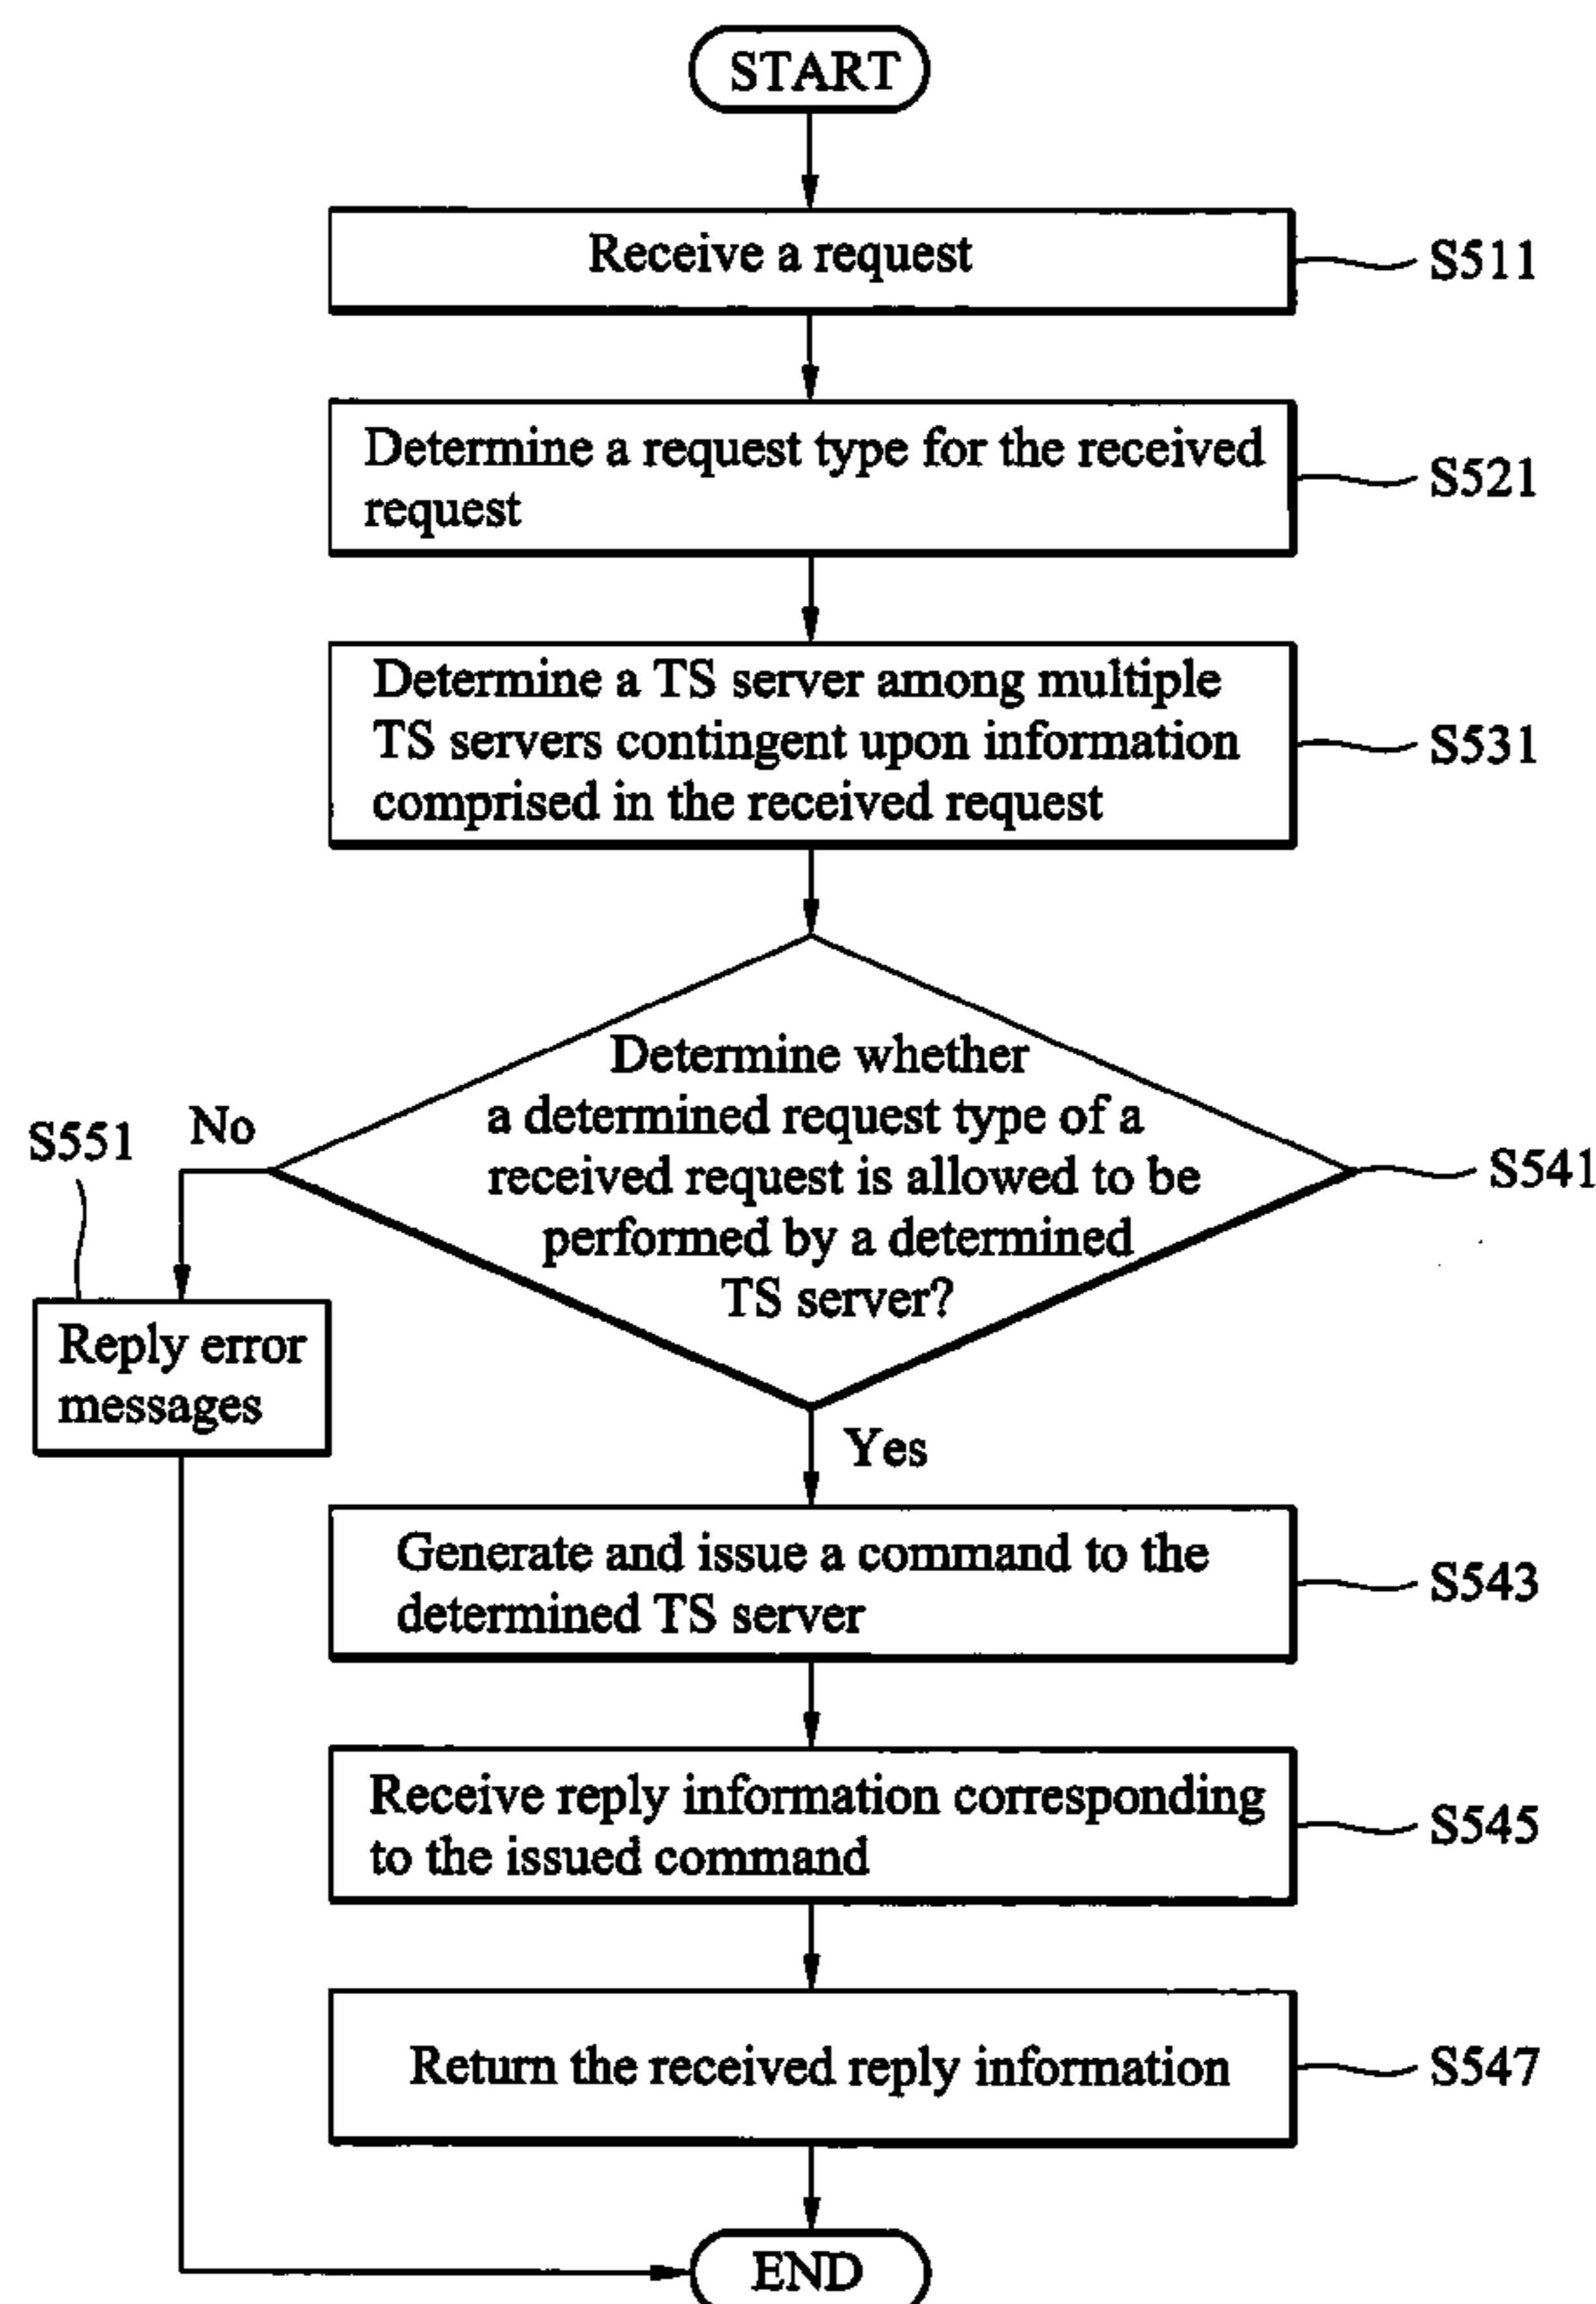 START
Receive a request
S511
Determine a request type for the received
request
S521
Determine a TS server among multiple
TS servers contingent upon information
comprised in the received request
S531
Determine whether
a determined request type of a
received request is allowed to be
performed by a determined
TS server?
S541
No
S551
Reply error
messages
Yes
Generate and issue a command to the
determined TS server
S543
Receive reply information corresponding
to the issued command
S545
Return the received reply information
S547
END